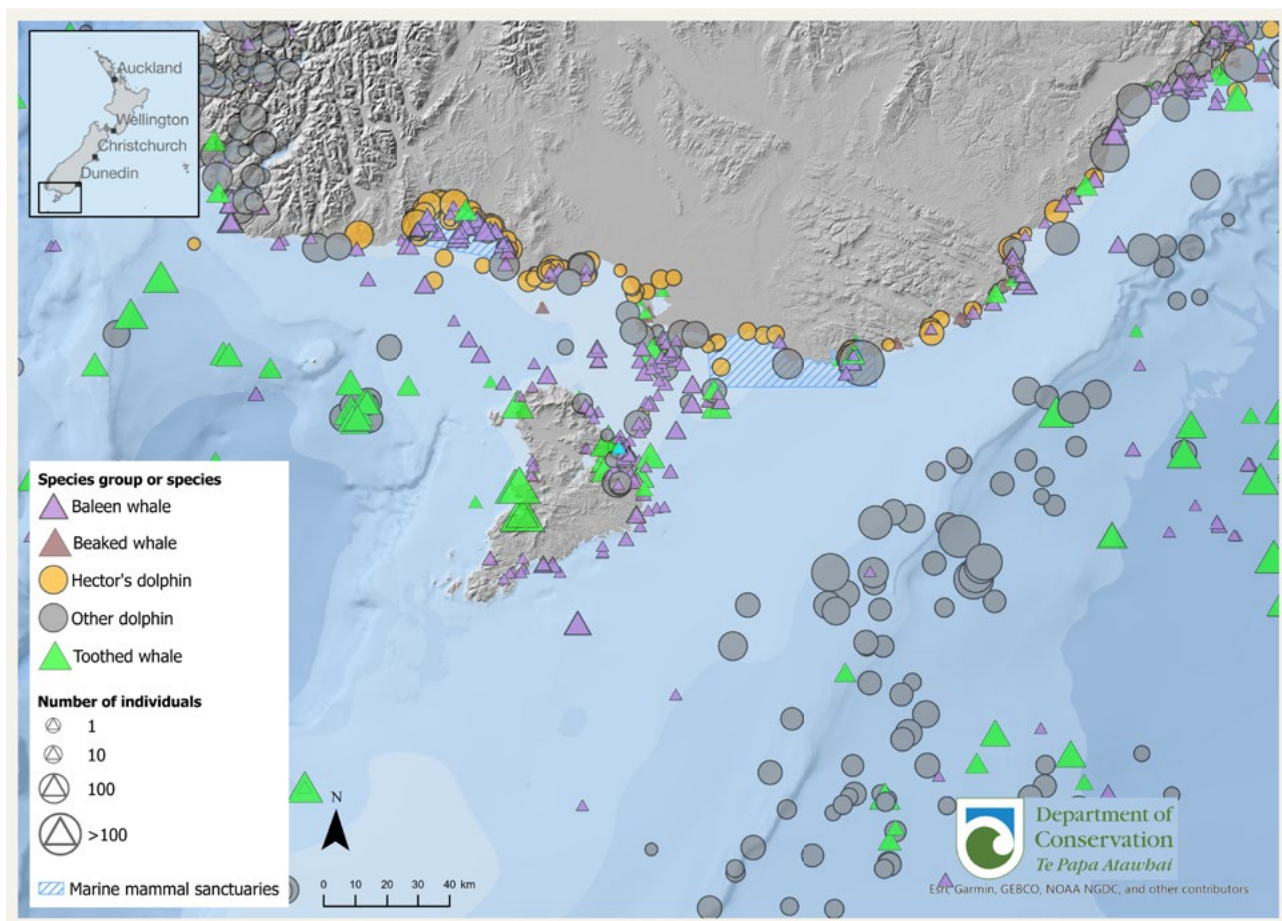 Auckland
Wellington
Christchurch
Dunedin
Species group or species
Baleen whale
Beaked whale
Hector's dolphin
Other dolphin
Toothed whale
Number of individuals
1
10
100
>100
Marine mammal sanctuaries
N
0 10 20 30 40 km
Department of
Conservation
Te Papa Atawhai
Esri, Garmin, GEBCO, NOAA NGDC, and other contributors